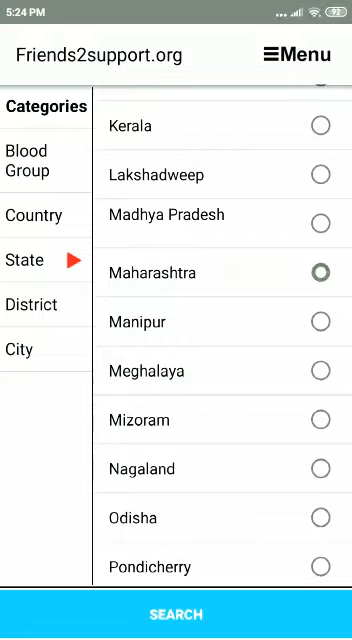 5:24 PM
92
Friends2support.org
Menu
Categories
Blood
Group
Country
State
District
City
Kerala
Lakshadweep
Madhya Pradesh
Maharashtra
Manipur
Meghalaya
Mizoram
Nagaland
Odisha
Pondicherry
SEARCH